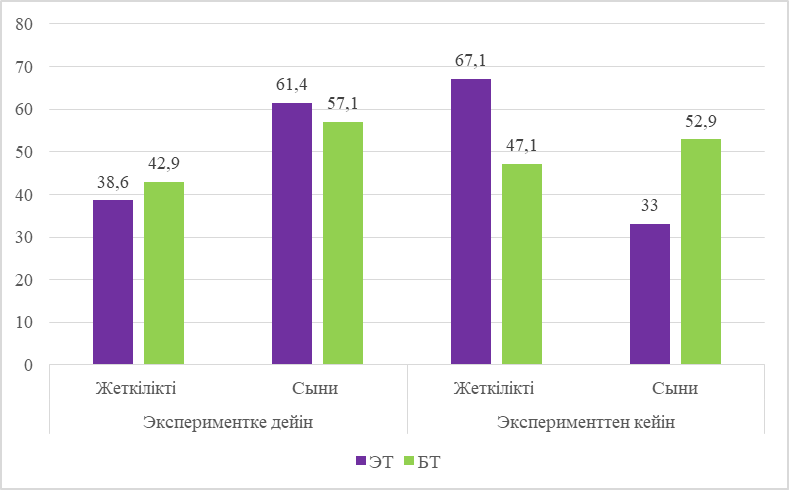 80
70
60
50
40
30
20
10
0
38,6
42,9
61,4
57,1
67,1
47,1
33
52,9
Жеткілікті
Сыни
Жеткілікті
Сыни
Экспериментке дейін
Эксперименттен кейін
ЭТ
БТ